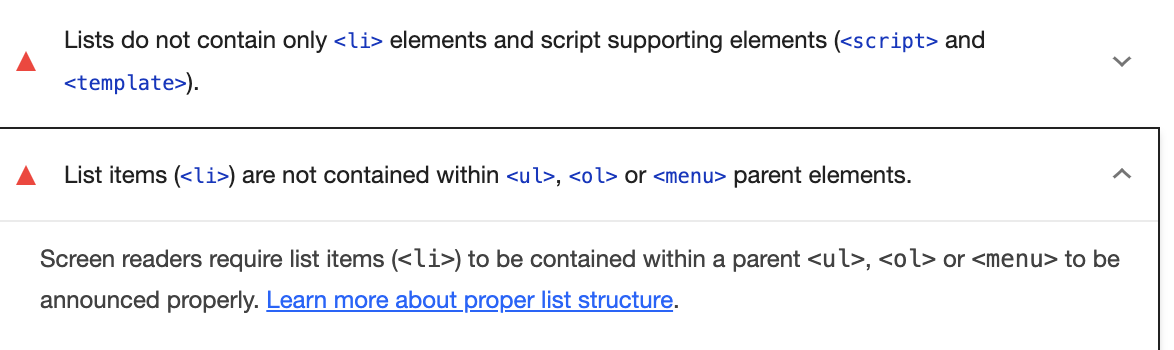 Lists do not contain only <li> elements and script supporting elements (<script> and
<template>).
List items (<li>) are not contained within <ul>, <ol> or <menu> parent elements.
Screen readers require list items (<li>) to be contained within a parent <ul>, <ol> or <menu> to be
announced properly. Learn more about proper list structure.